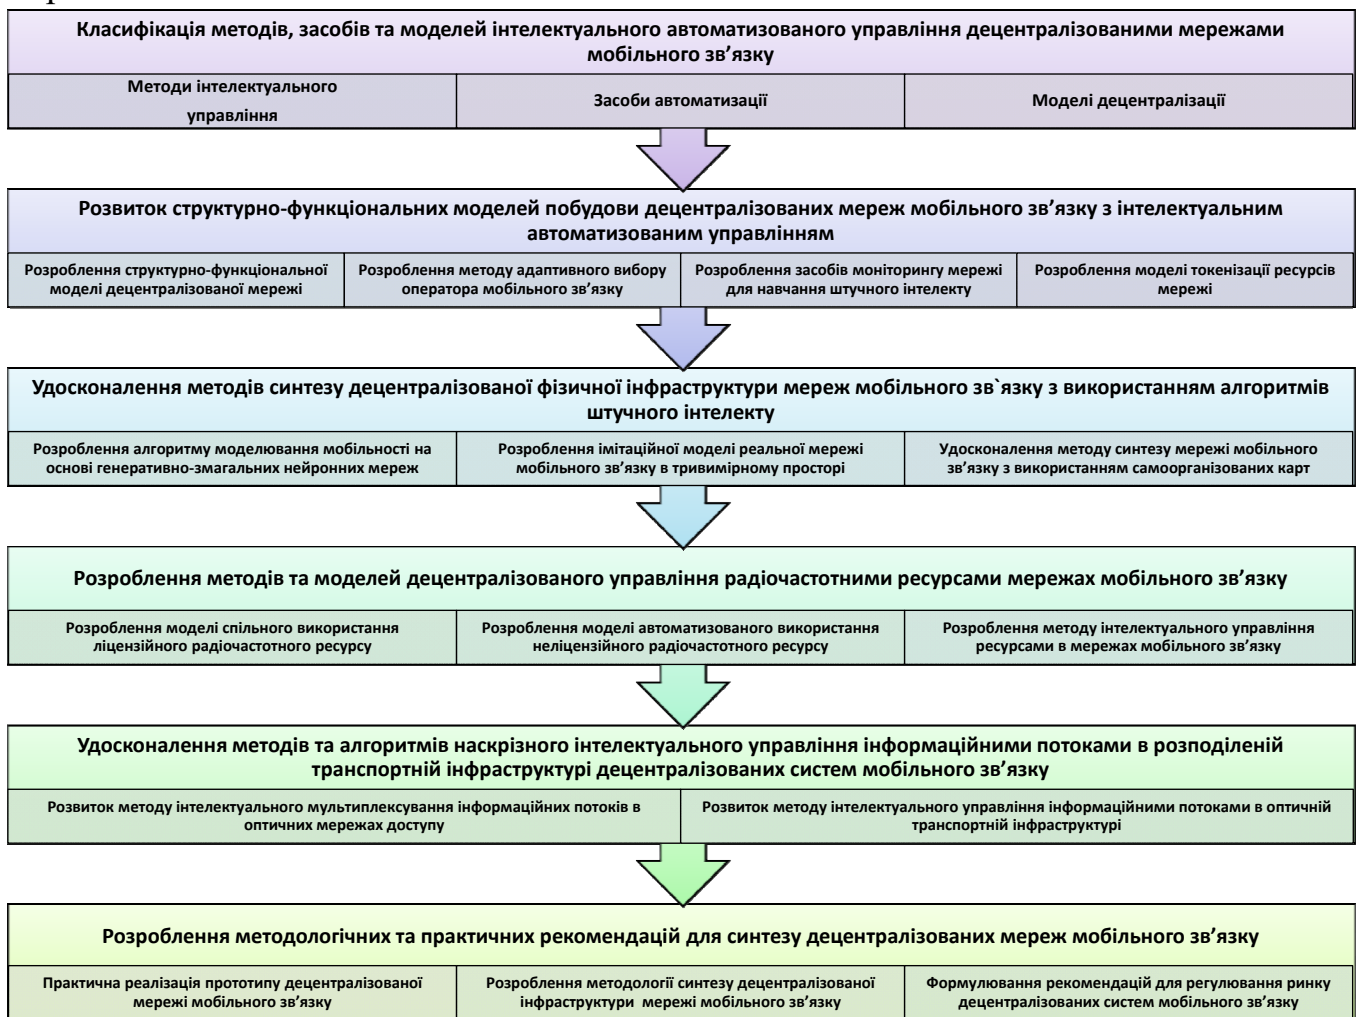 Класифікація методів, засобів та моделей інтелектуального автоматизованого управління децентралізованими мережами
мобільного зв’язку
Методи інтелектуального
управління
Засоби автоматизації
Моделі децентралізації
Розвиток структурно-функціональних моделей побудови децентралізованих мереж мобільного зв’язку з інтелектуальним
автоматизованим управлінням
Розроблення структурно-функціональної
моделі децентралізованої мережі
Розроблення методу адаптивного вибору
оператора мобільного зв’язку
Розроблення засобів моніторингу мережі
для навчання штучного інтелекту
Розроблення моделі токенізації ресурсів
мережі
Удосконалення методів синтезу децентралізованої фізичної інфраструктури мереж мобільного зв`язку з використанням алгоритмів
штучного інтелекту
Розроблення алгоритму моделювання мобільності на
основі генеративно-змагальних нейронних мереж
Розроблення імітаційної моделі реальної мережі
мобільного зв’язку в тривимірному просторі
Удосконалення методу синтезу мережі мобільного
зв’язку з використанням самоорганізованих карт
Розроблення методів та моделей децентралізованого управління радіочастотними ресурсами мережах мобільного зв’язку
Розроблення моделі спільного використання
ліцензійного радіочастотного ресурсу
Розроблення моделі автоматизованого використання
неліцензійного радіочастотного ресурсу
Розроблення методу інтелектуального управління
ресурсами в мережах мобільного зв’язку
Удосконалення методів та алгоритмів наскрізного інтелектуального управління інформаційними потоками в розподіленій
транспортній інфраструктурі децентралізованих систем мобільного зв’язку
Розвиток методу інтелектуального мультиплексування інформаційних потоків в
оптичних мережах доступу
Розвиток методу інтелектуального управління інформаційними потоками в оптичній
транспортній інфраструктурі
Розроблення методологічних та практичних рекомендацій для синтезу децентралізованих мереж мобільного зв’язку
Практична реалізація прототипу децентралізованої
мережі мобільного зв’язку
Розроблення методології синтезу децентралізованої
інфраструктури мережі мобільного зв’язку
Формулювання рекомендацій для регулювання ринку
децентралізованих систем мобільного зв’язку